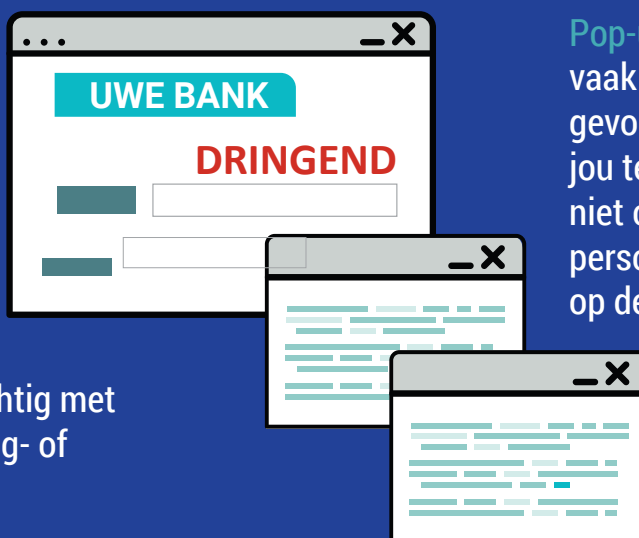 UWE BANK
DRINGEND
Pop-
vaak
gevo
jou te
niet
perso
op de
htig met
g- of